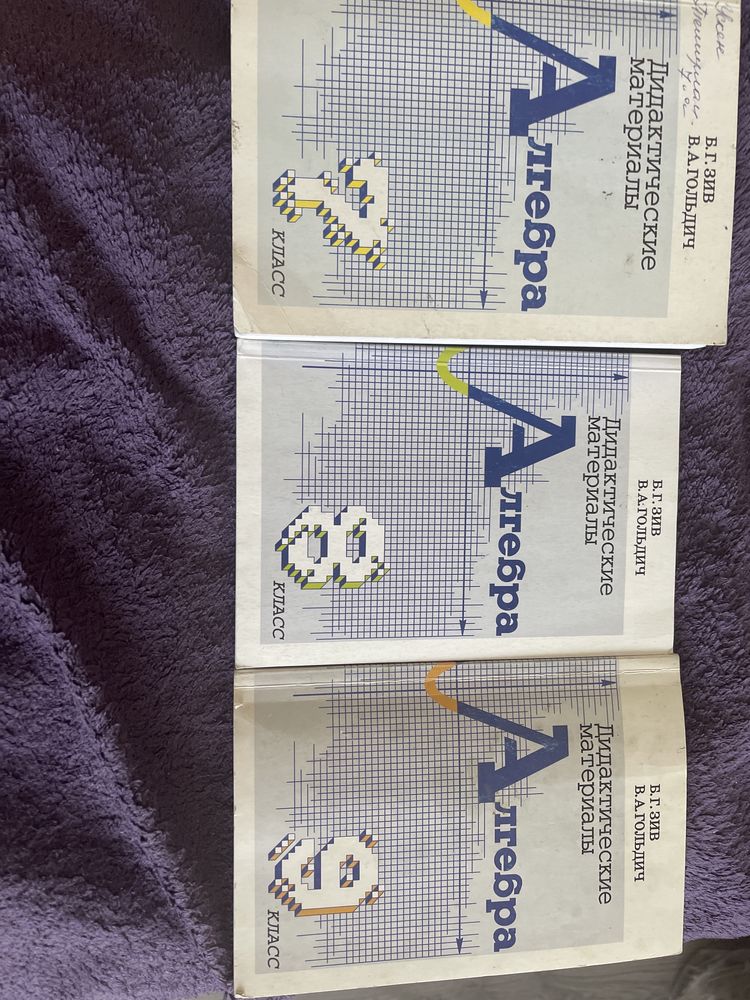 Б.Г.ЗИВ
В.А.ГОЛЬДИЧ
Дидактические
материалы
Алгебра
7
КЛАСС
Б.Г.ЗИВ
В.А.ГОЛЬДИЧ
Дидактические
материалы
Алгебра
8
КЛАСС
Б.Г.ЗИВ
В.А.ГОЛЬДИЧ
Дидактические
материалы
Алгебра
9
КЛАСС